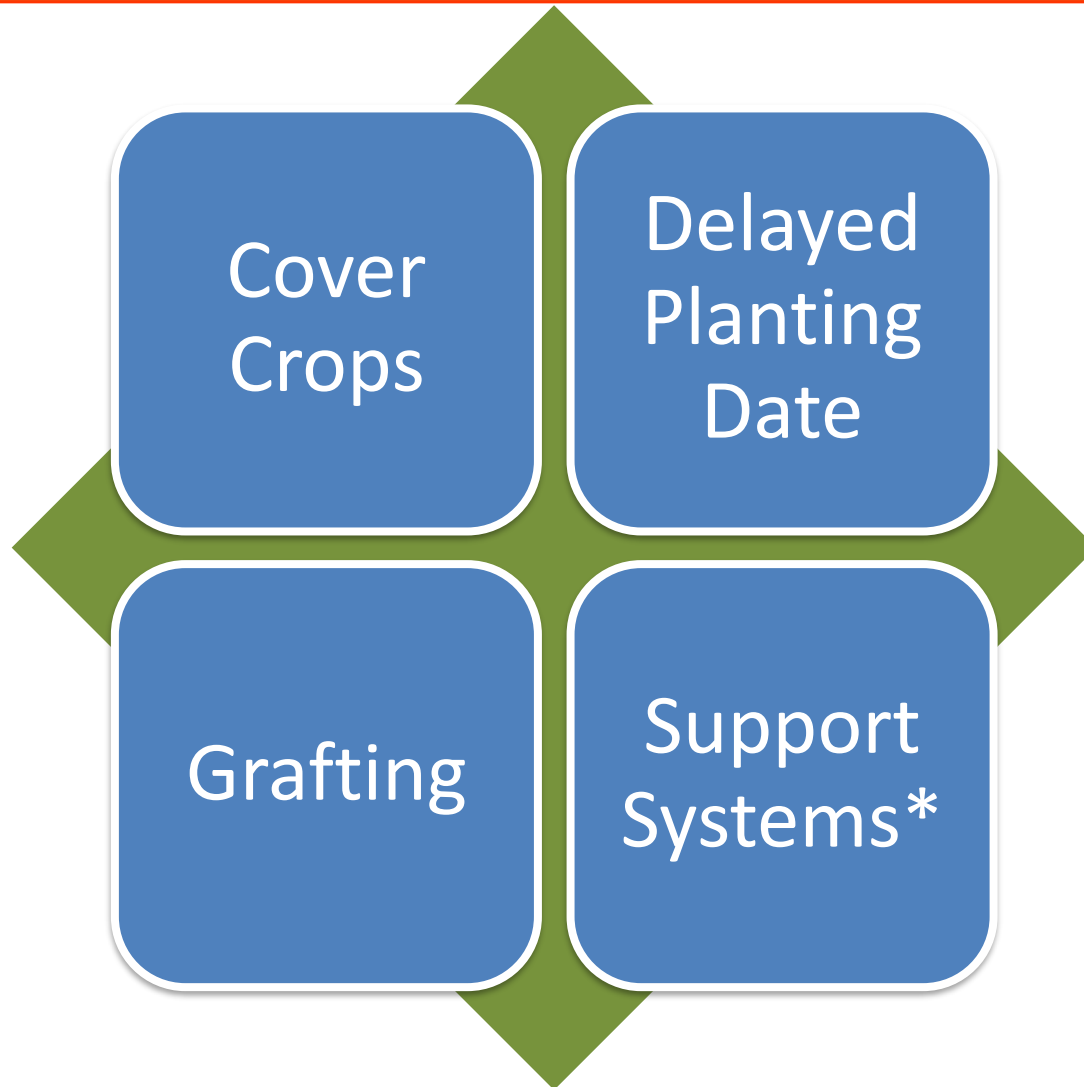 Cover
Crops
Delayed
Planting
Date
Grafting
Support
Systems*